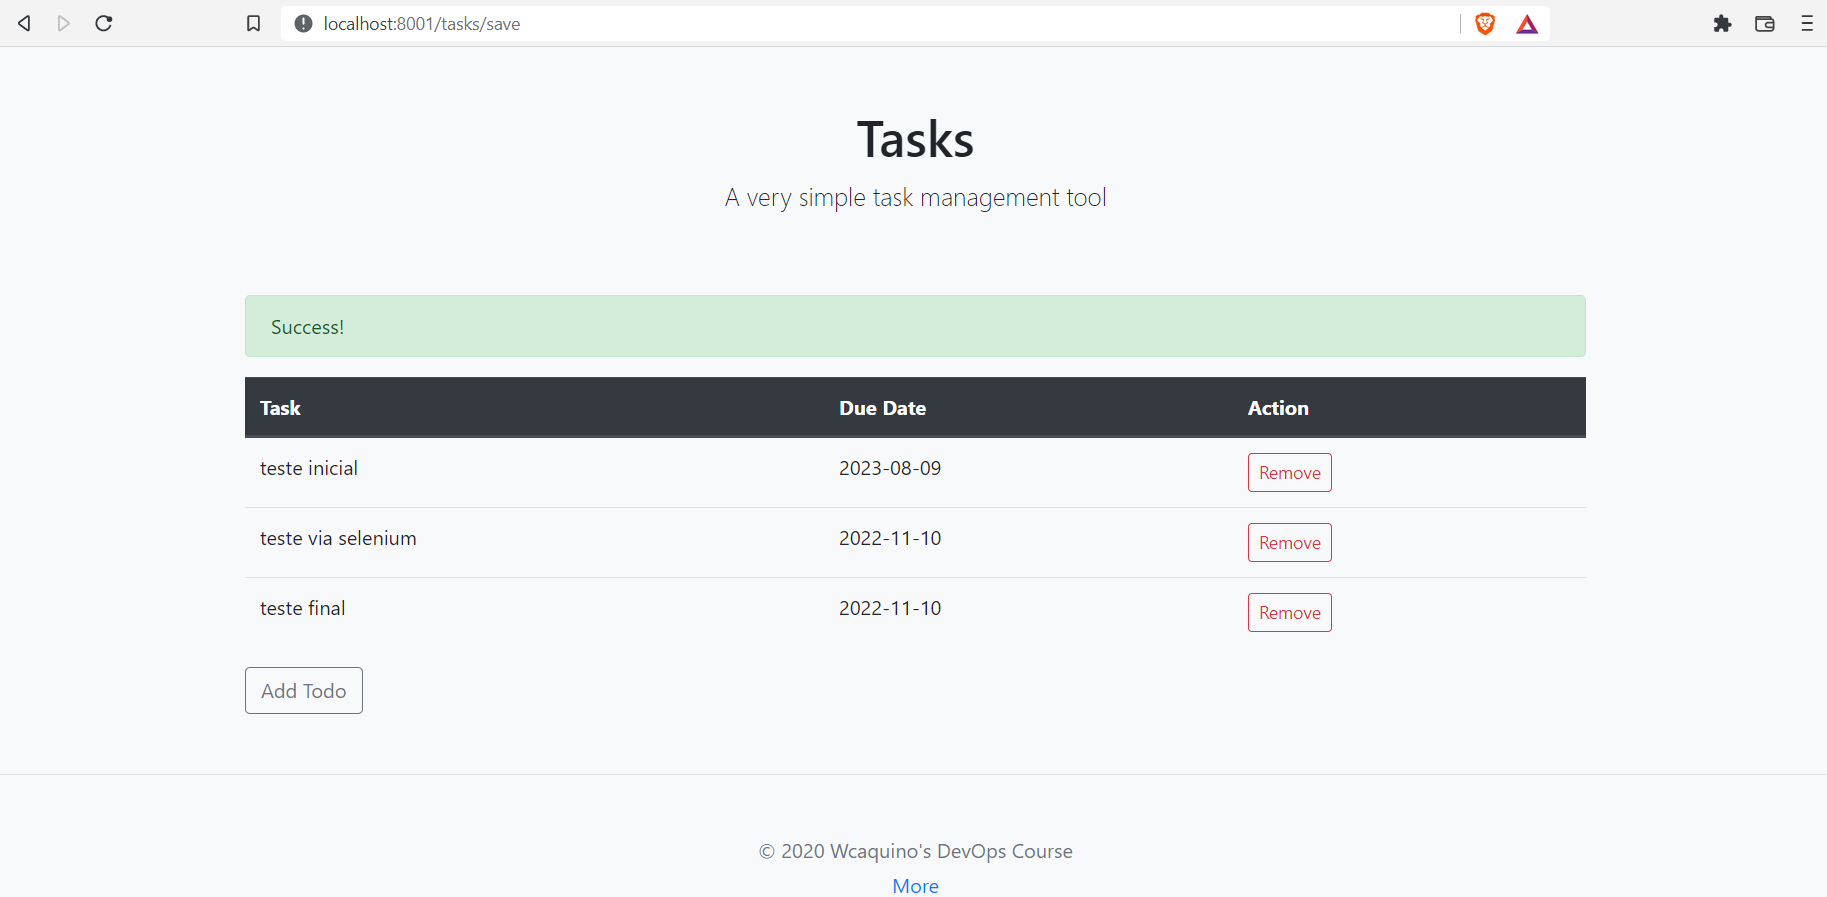 localhost:8001/tasks/save
Tasks
A very simple task management tool
Success!
Task Due Date Action
teste inicial 2023-08-09 Remove
teste via selenium 2022-11-10 Remove
teste final 2022-11-10 Remove
Add Todo
© 2020 Wcaquino's DevOps Course
More